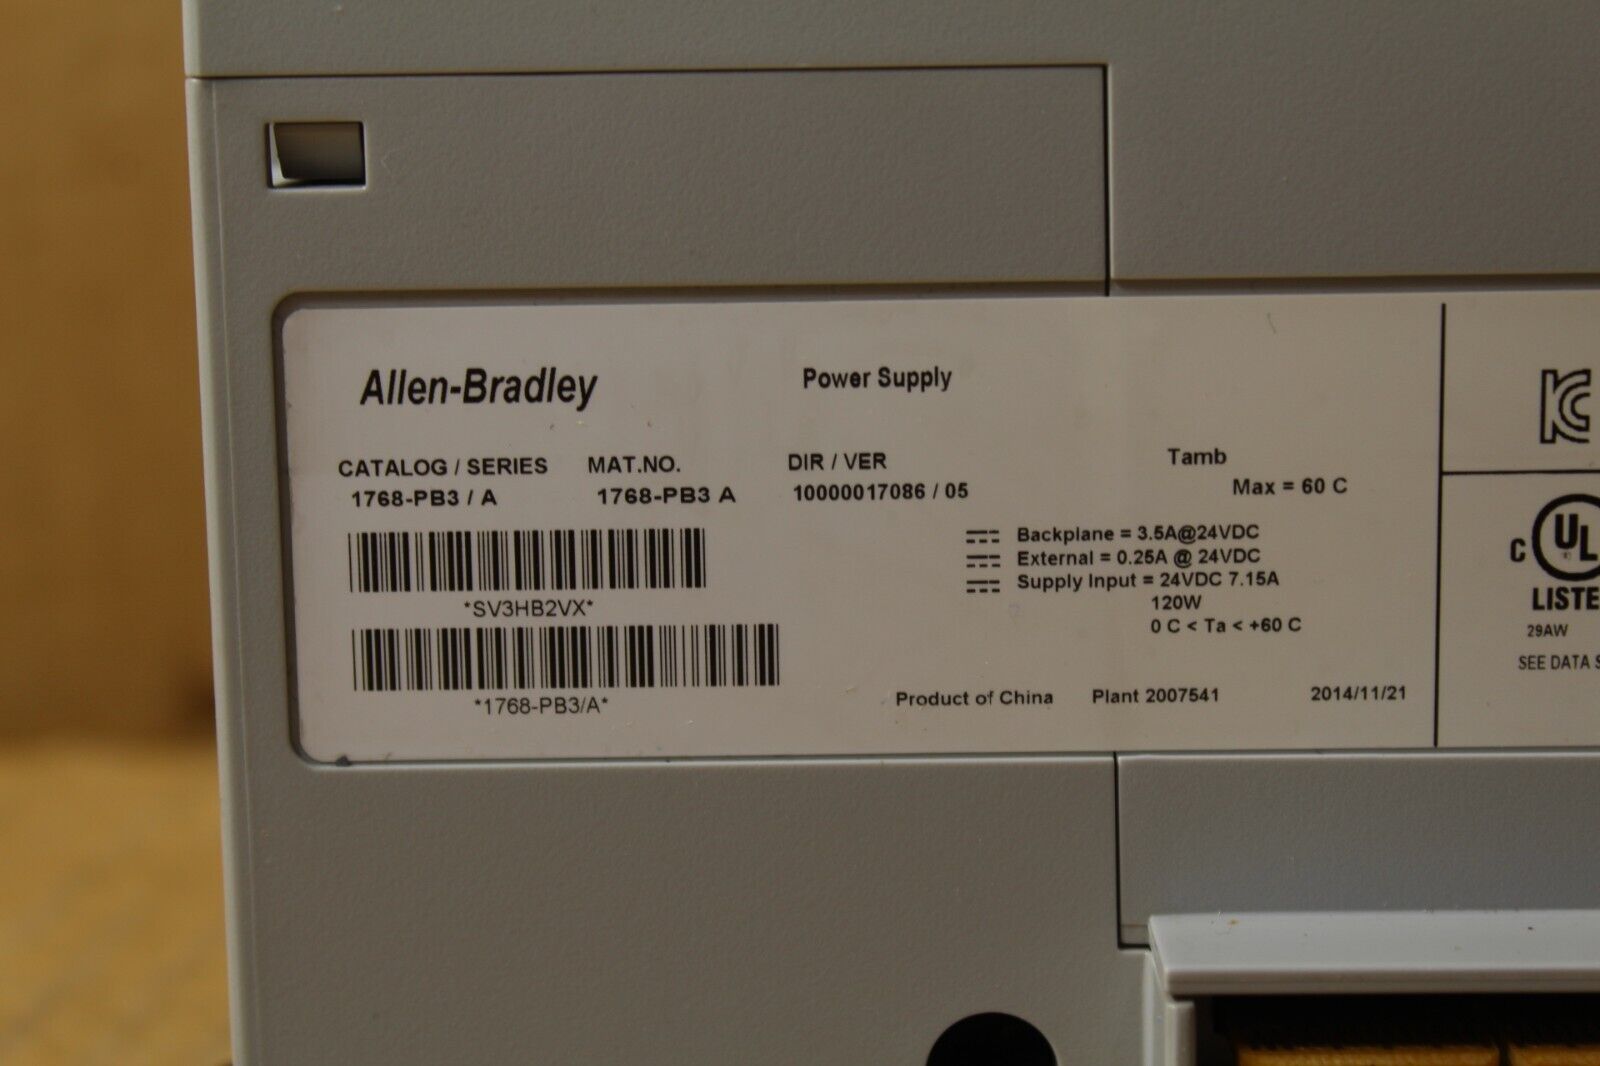 Allen-Bradley
Power Supply
CATALOG / SERIES MAT.NO. DIR / VER Tamb
1768-PB3 / A 1768-PB3 A 10000017086 / 05 Max = 60 C
Backplane = 3.5A@24VDC
External = 0.25A @ 24VDC
Supply Input = 24VDC 7.15A
120W
0 C < Ta < +60 C
*SV3HB2VX*
*1768-PB3/A*
Product of China Plant 2007541 2014/11/21
KC
C UL
LISTE
29AW
SEE DATA S